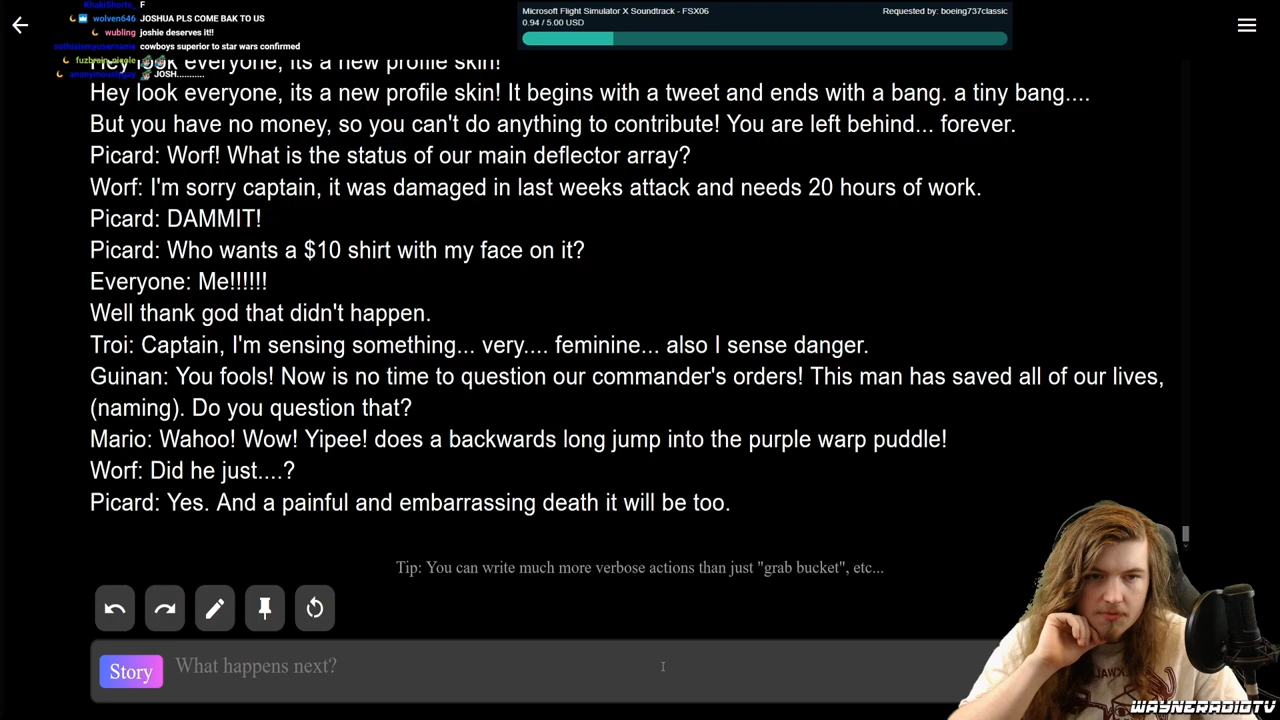 KhakiShorts_ F
wolven646 JOSHUA PLS COME BAK TO US
wubling joshie deserves it!!
sothisismyusername cowboys superior to star wars confirmed
fuzbrain_nicole
anonymouslygay JOSH...........
Microsoft Flight Simulator X Soundtrack - FSX06
Requested by: boeing737classic
0.94 / 5.00 USD
Hey look everyone, its a new profile skin!
Hey look everyone, its a new profile skin! It begins with a tweet and ends with a bang. a tiny bang....
But you have no money, so you can't do anything to contribute! You are left behind... forever.
Picard: Worf! What is the status of our main deflector array?
Worf: I'm sorry captain, it was damaged in last weeks attack and needs 20 hours of work.
Picard: DAMMIT!
Picard: Who wants a $10 shirt with my face on it?
Everyone: Me!!!!!!
Well thank god that didn't happen.
Troi: Captain, I'm sensing something... very.... feminine... also I sense danger.
Guinan: You fools! Now is no time to question our commander's orders! This man has saved all of our lives,
(naming). Do you question that?
Mario: Wahoo! Wow! Yipee! does a backwards long jump into the purple warp puddle!
Worf: Did he just....?
Picard: Yes. And a painful and embarrassing death it will be too.
Tip: You can write much more verbose actions than just "grab bucket", etc...
Story What happens next?
WAYNERADIOTV